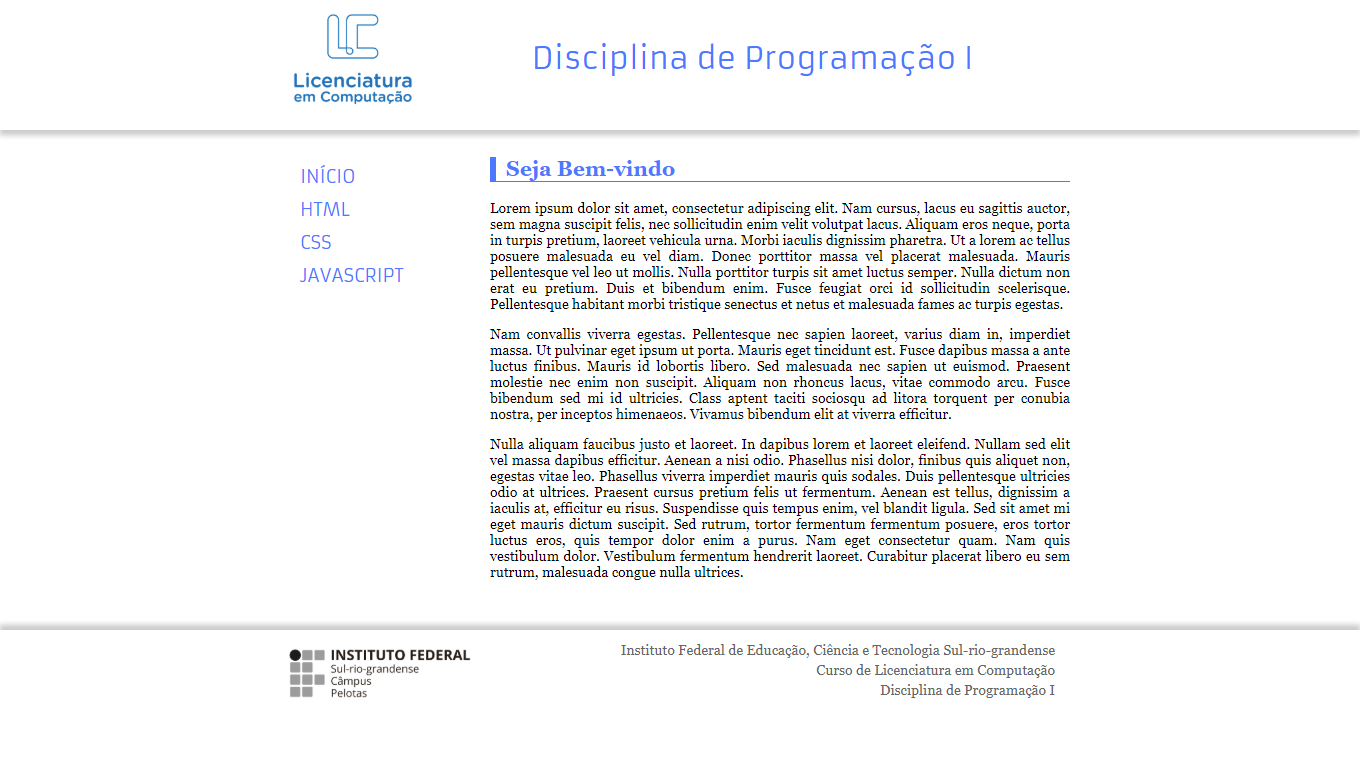 Licenciatura
em Computação
Disciplina de Programação I
INÍCIO
HTML
CSS
JAVASCRIPT
Seja Bem-vindo
Lorem ipsum dolor sit amet, consectetur adipiscing elit. Nam cursus, lacus eu sagittis auctor,
sem magna suscipit felis, nec sollicitudin enim velit volutpat lacus. Aliquam eros neque, porta
in turpis pretium, laoreet vehicula urna. Morbi iaculis dignissim pharetra. Ut a lorem ac tellus
posuere malesuada eu vel diam. Donec porttitor massa vel placerat malesuada. Mauris
pellentesque vel leo ut mollis. Nulla porttitor turpis sit amet luctus semper. Nulla dictum non
erat eu pretium. Duis et bibendum enim. Fusce feugiat orci id sollicitudin scelerisque.
Pellentesque habitant morbi tristique senectus et netus et malesuada fames ac turpis egestas.
Nam convallis viverra egestas. Pellentesque nec sapien laoreet, varius diam in, imperdiet
massa. Ut pulvinar eget ipsum ut porta. Mauris eget tincidunt est. Fusce dapibus massa a ante
luctus finibus. Mauris id lobortis libero. Sed malesuada nec sapien ut euismod. Praesent
molestie nec enim non suscipit. Aliquam non rhoncus lacus, vitae commodo arcu. Fusce
bibendum sed mi id ultricies. Class aptent taciti sociosqu ad litora torquent per conubia
nostra, per inceptos himenaeos. Vivamus bibendum elit at viverra efficitur.
Nulla aliquam faucibus justo et laoreet. In dapibus lorem et laoreet eleifend. Nullam sed elit
vel massa dapibus efficitur. Aenean a nisi odio. Phasellus nisi dolor, finibus quis aliquet non,
egestas vitae leo. Phasellus viverra imperdiet mauris quis sodales. Duis pellentesque ultricies
odio at ultrices. Praesent cursus pretium felis ut fermentum. Aenean est tellus, dignissim a
iaculis at, efficitur eu risus. Suspendisse quis tempus enim, vel blandit ligula. Sed sit amet mi
eget mauris dictum suscipit. Sed rutrum, tortor fermentum fermentum posuere, eros tortor
luctus eros, quis tempor dolor enim a purus. Nam eget consectetur quam. Nam quis
vestibulum dolor. Vestibulum fermentum hendrerit laoreet. Curabitur placerat libero eu sem
rutrum, malesuada congue nulla ultrices.
INSTITUTO FEDERAL
Sul-rio-grandense
Câmpus
Pelotas
Instituto Federal de Educação, Ciência e Tecnologia Sul-rio-grandense
Curso de Licenciatura em Computação
Disciplina de Programação I